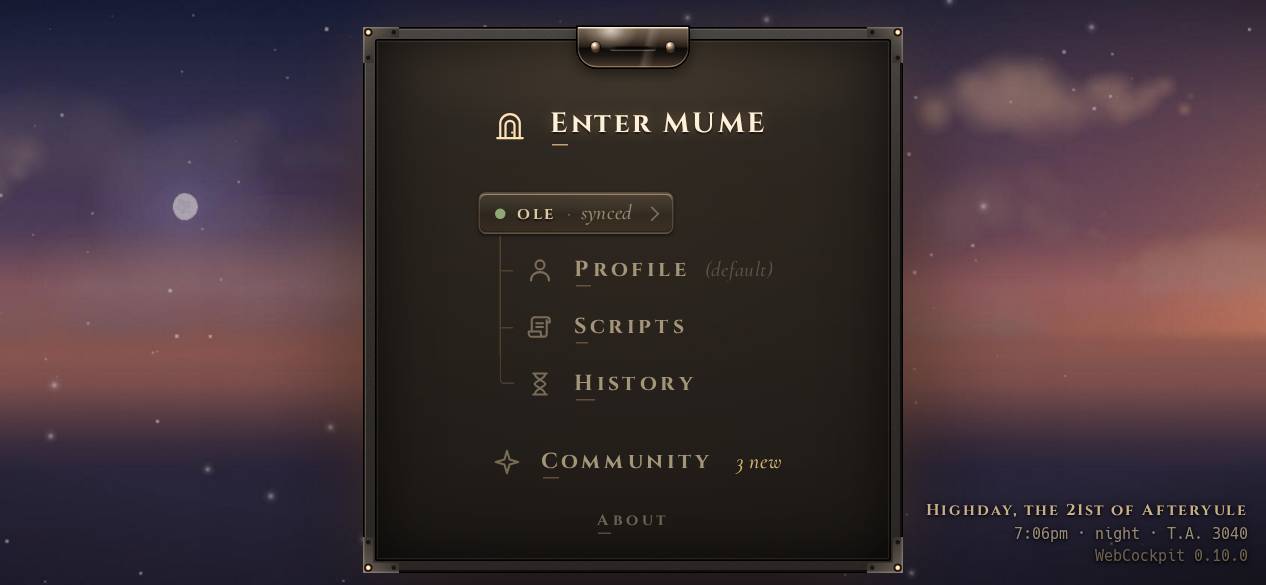 Enter MUME
OLE · synced
Profile (default)
Scripts
History
Community 3 new
About
Highday, the 21st of Afteryule
7:06pm · night · T.A. 3040
WebCockpit 0.10.0